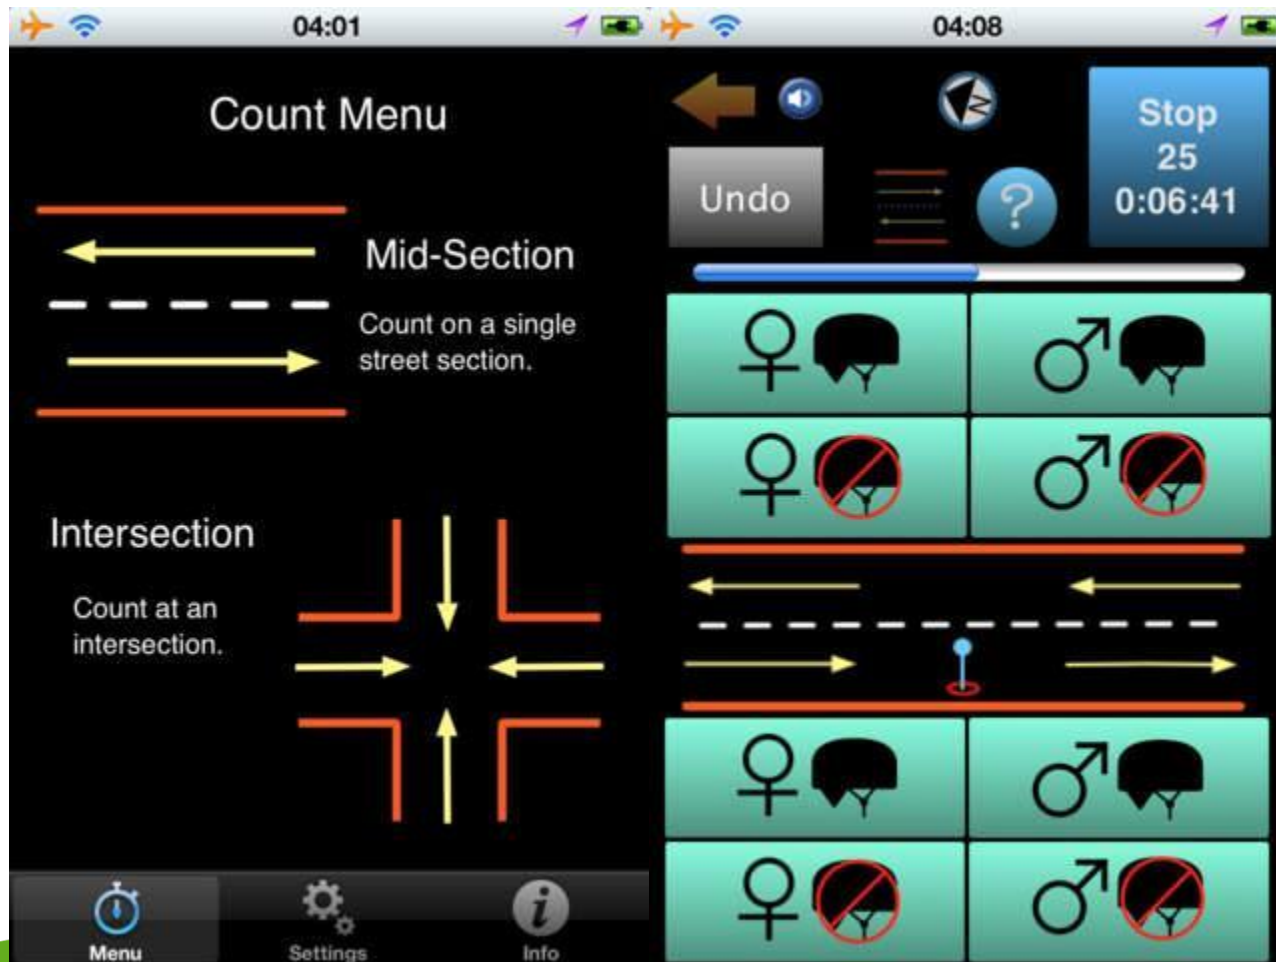 04:01
Count Menu
Mid-Section
Count on a single
street section.
Intersection
Count at an
intersection.
Menu
Settings
Info
04:08
N
Stop
25
0:06:41
Undo
?